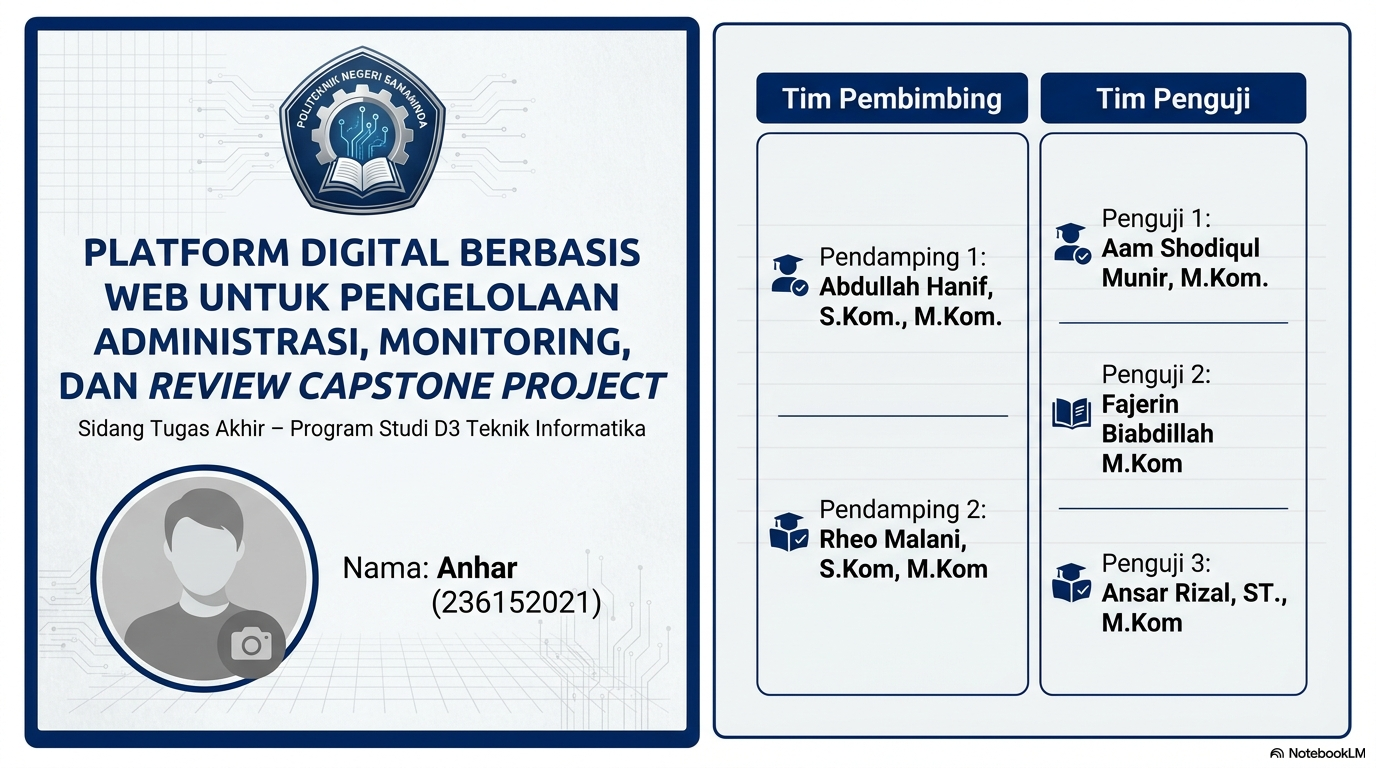 POLITEKNIK NEGERI SAMARINDA
PLATFORM DIGITAL BERBASIS
WEB UNTUK PENGELOLAAN
ADMINISTRASI, MONITORING,
DAN REVIEW CAPSTONE PROJECT
Sidang Tugas Akhir – Program Studi D3 Teknik Informatika
Nama: Anhar
(236152021)
Tim Pembimbing
Pendamping 1:
Abdullah Hanif,
S.Kom., M.Kom.
Pendamping 2:
Rheo Malani,
S.Kom, M.Kom
Tim Penguji
Penguji 1:
Aam Shodiqul
Munir, M.Kom.
Penguji 2:
Fajerin
Biabdillah
M.Kom
Penguji 3:
Ansar Rizal, ST.,
M.Kom
NotebookLM